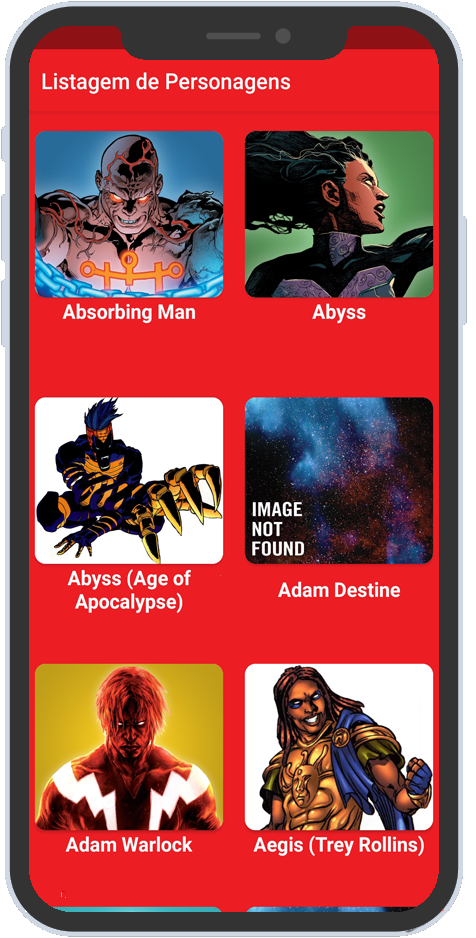 Listagem de Personagens
Absorbing Man
Abyss
Abyss (Age of
Apocalypse)
IMAGE
NOT
FOUND
Adam Destine
Adam Warlock
Aegis (Trey Rollins)